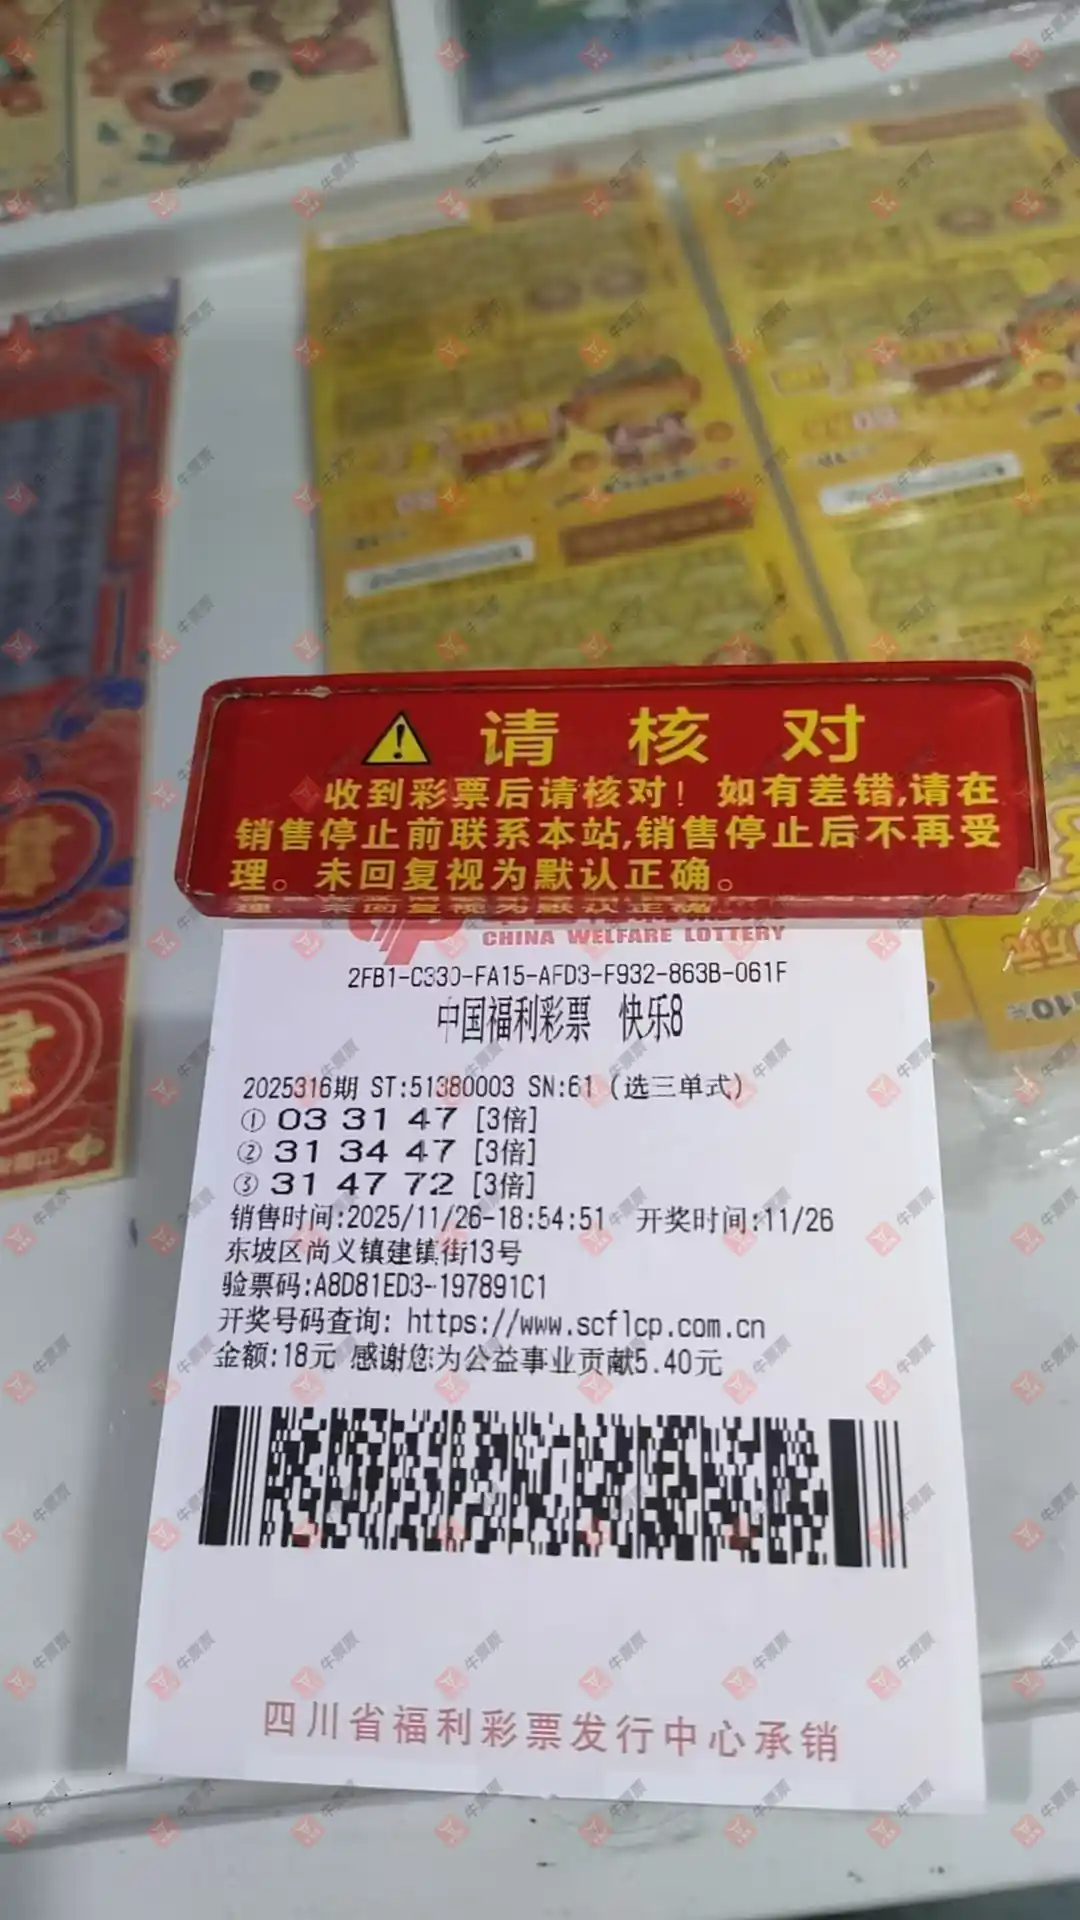 请核对
收到彩票后请核对！如有差错,请在
销售停止前联系本站,销售停止后不再受
理。未回复视为默认正确。
CHINA WELFARE LOTTERY
2FB1-C330-FA15-AFD3-F932-863B-061F
中国福利彩票 快乐8
2025316期 ST:51380003 SN:61 (选三单式)
① 03 31 47 [3倍]
② 31 34 47 [3倍]
③ 31 47 72 [3倍]
销售时间:2025/11/26-18:54:51 开奖时间:11/26
东坡区尚义镇建镇街13号
验票码:A8D81ED3-197891C1
开奖号码查询: https://www.scflcp.com.cn
金额:18元 感谢您为公益事业贡献5.40元
四川省福利彩票发行中心承销
牛票票